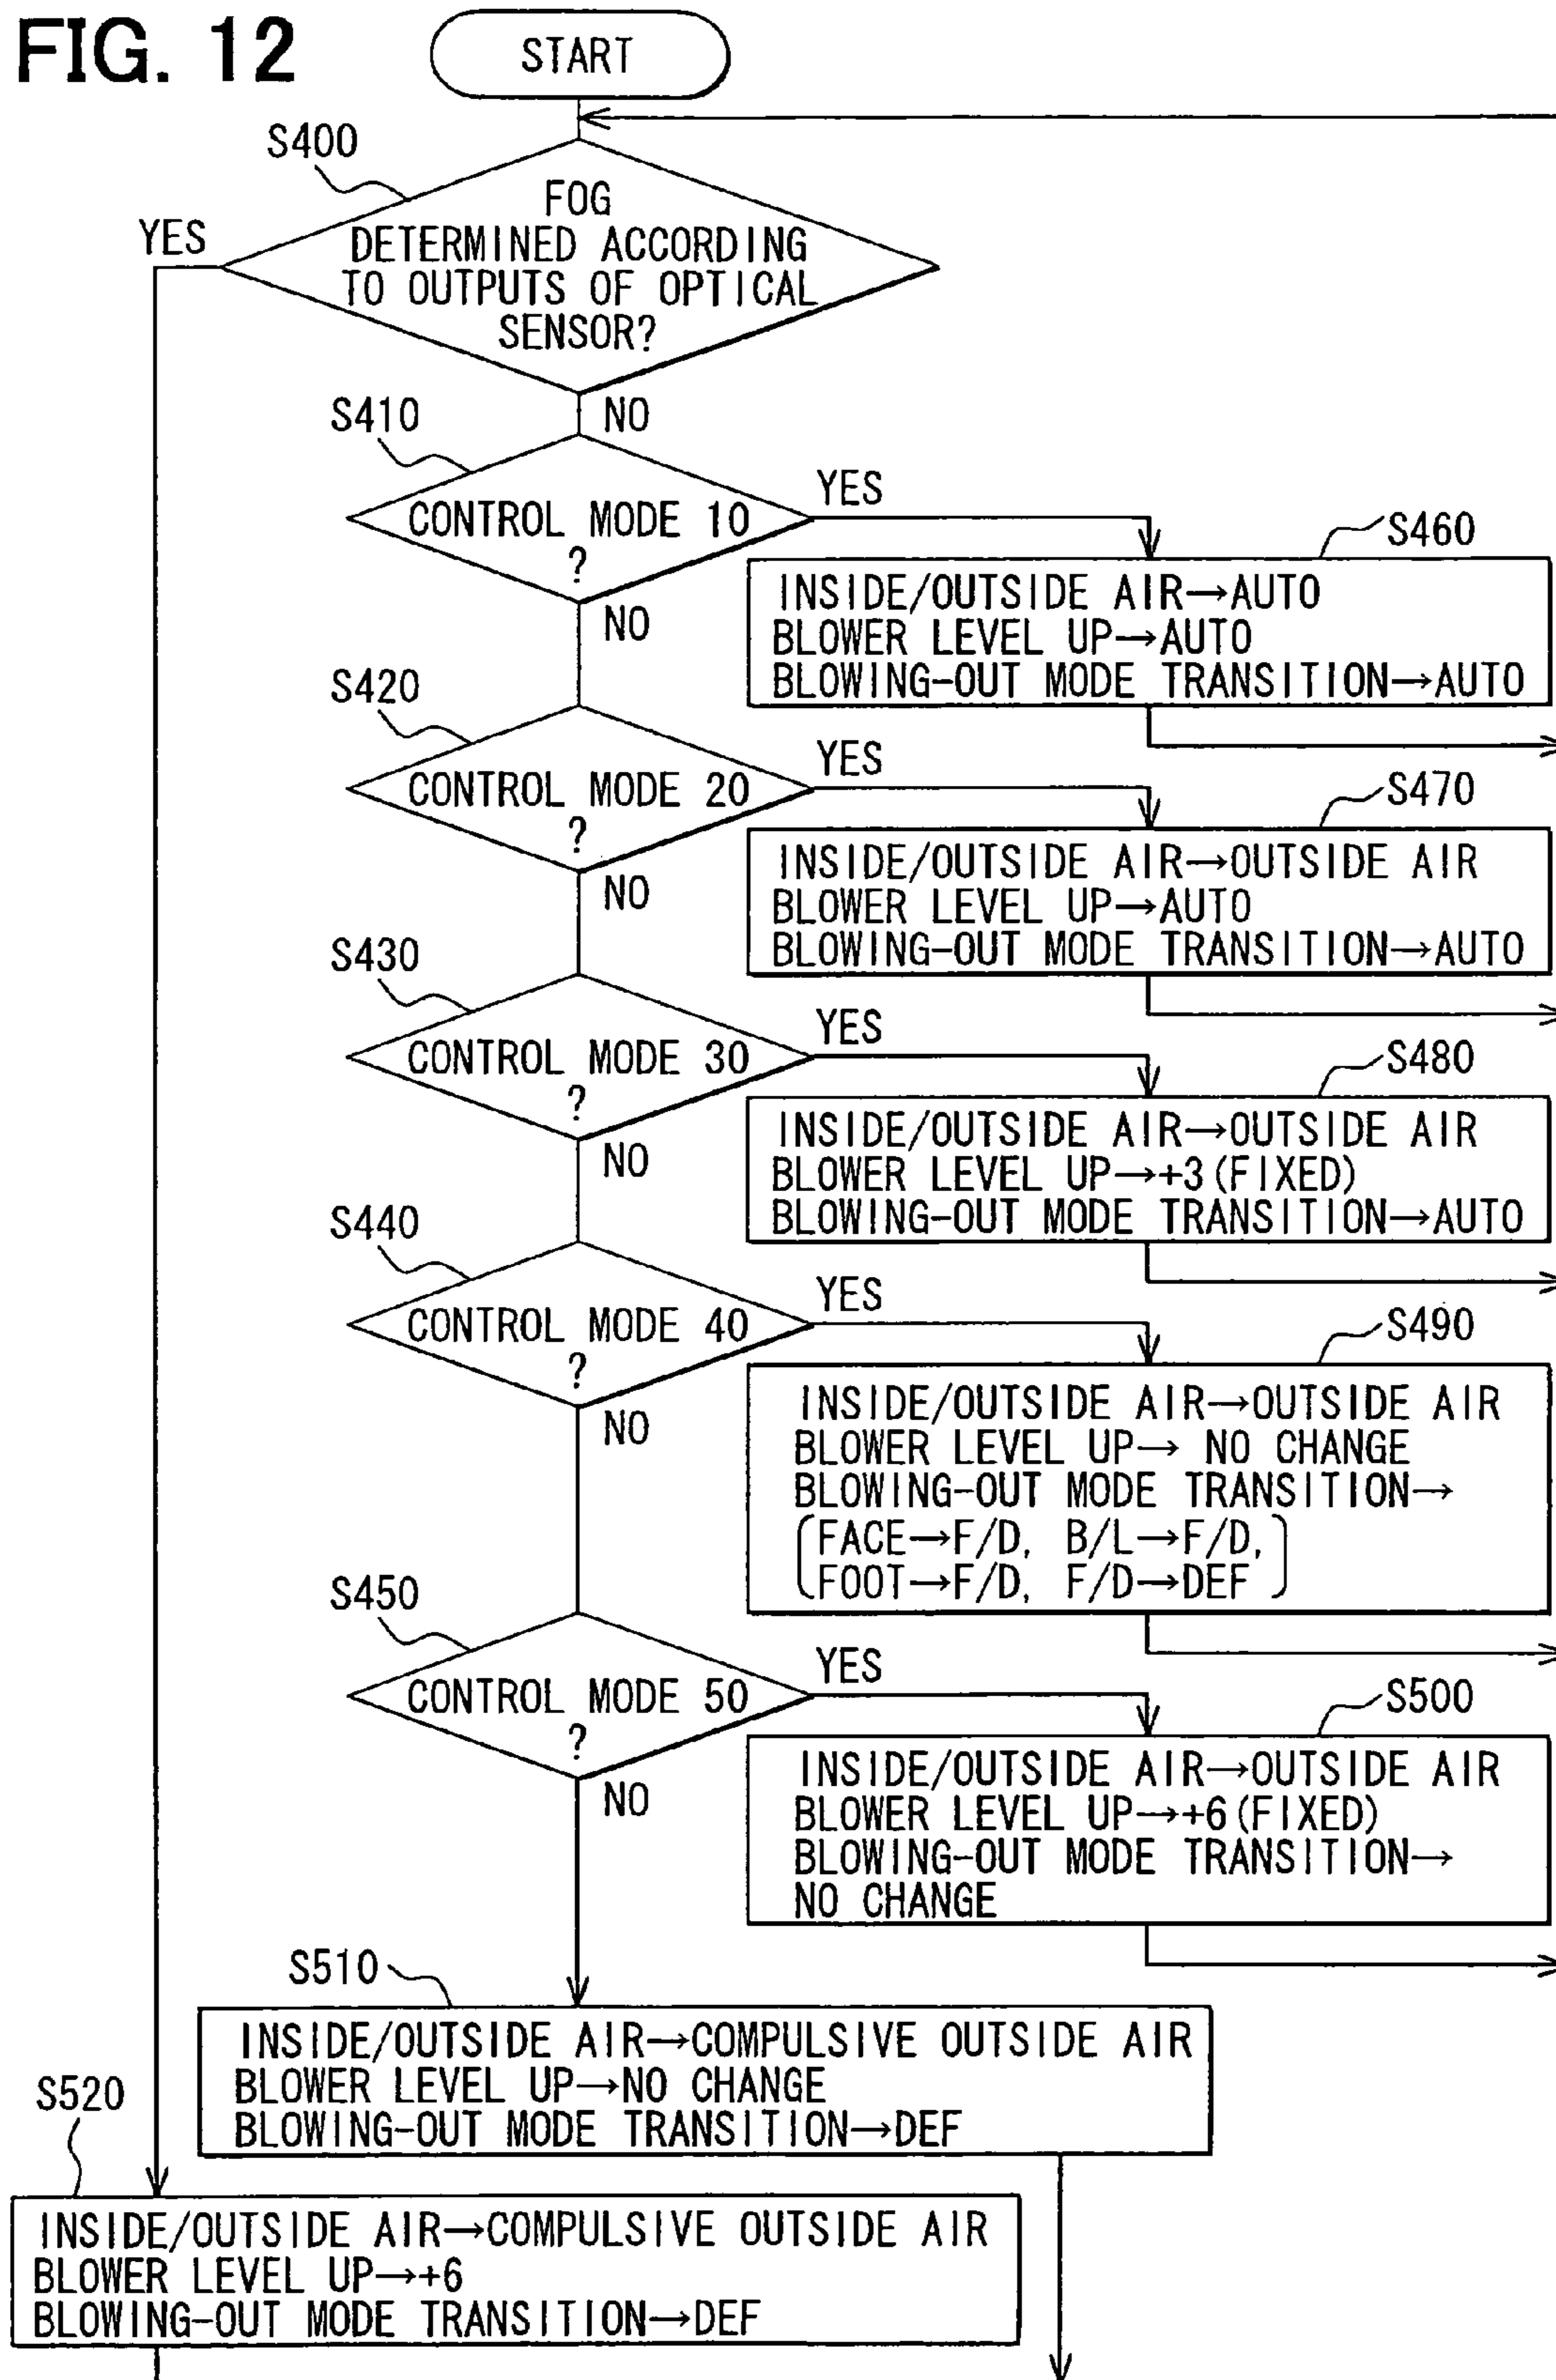 FIG. 12
START
S400
FOG
DETERMINED ACCORDING
TO OUTPUTS OF OPTICAL
SENSOR?
YES
NO
S410
CONTROL MODE 10
?
YES
NO
S460
INSIDE/OUTSIDE AIR→AUTO
BLOWER LEVEL UP→AUTO
BLOWING-OUT MODE TRANSITION→AUTO
S420
CONTROL MODE 20
?
YES
NO
S470
INSIDE/OUTSIDE AIR→OUTSIDE AIR
BLOWER LEVEL UP→AUTO
BLOWING-OUT MODE TRANSITION→AUTO
S430
CONTROL MODE 30
?
YES
NO
S480
INSIDE/OUTSIDE AIR→OUTSIDE AIR
BLOWER LEVEL UP→+3(FIXED)
BLOWING-OUT MODE TRANSITION→AUTO
S440
CONTROL MODE 40
?
YES
NO
S490
INSIDE/OUTSIDE AIR→OUTSIDE AIR
BLOWER LEVEL UP→ NO CHANGE
BLOWING-OUT MODE TRANSITION→
(FACE→F/D, B/L→F/D,
FOOT→F/D, F/D→DEF)
S450
CONTROL MODE 50
?
YES
NO
S500
INSIDE/OUTSIDE AIR→OUTSIDE AIR
BLOWER LEVEL UP→+6(FIXED)
BLOWING-OUT MODE TRANSITION→
NO CHANGE
S510
INSIDE/OUTSIDE AIR→COMPULSIVE OUTSIDE AIR
BLOWER LEVEL UP→NO CHANGE
BLOWING-OUT MODE TRANSITION→DEF
S520
INSIDE/OUTSIDE AIR→COMPULSIVE OUTSIDE AIR
BLOWER LEVEL UP→+6
BLOWING-OUT MODE TRANSITION→DEF